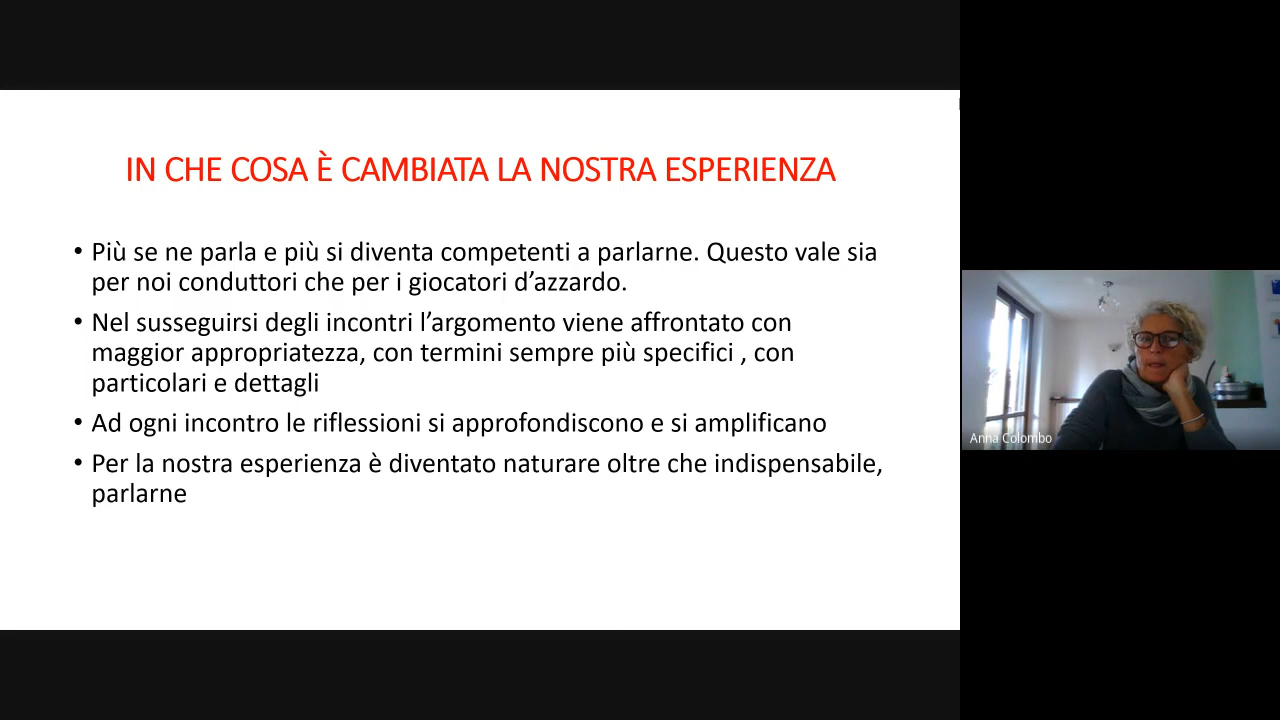 IN CHE COSA È CAMBIATA LA NOSTRA ESPERIENZA
• Più se ne parla e più si diventa competenti a parlarne. Questo vale sia
per noi conduttori che per i giocatori d’azzardo.
• Nel susseguirsi degli incontri l’argomento viene affrontato con
maggior appropriatezza, con termini sempre più specifici , con
particolari e dettagli
• Ad ogni incontro le riflessioni si approfondiscono e si amplificano
• Per la nostra esperienza è diventato naturare oltre che indispensabile,
parlarne
Anna Colombo